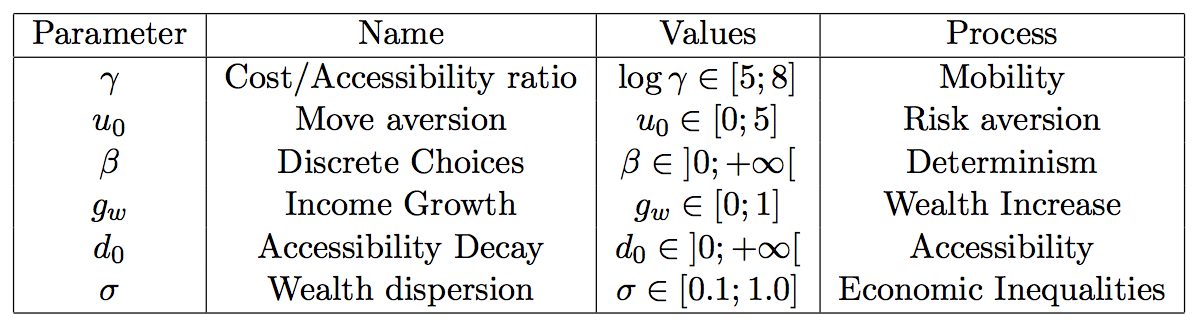 Parameter Name Values Process
γ Cost/Accessibility ratio log γ ∈ [5; 8] Mobility
u₀ Move aversion u₀ ∈ [0; 5] Risk aversion
β Discrete Choices β ∈ ]0; +∞[ Determinism
g_w Income Growth g_w ∈ [0; 1] Wealth Increase
d₀ Accessibility Decay d₀ ∈ ]0; +∞[ Accessibility
σ Wealth dispersion σ ∈ [0.1; 1.0] Economic Inequalities